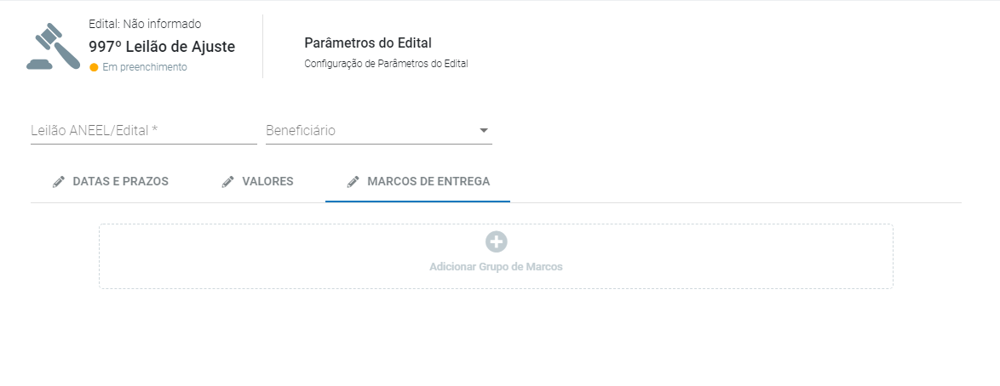 Edital: Não informado
997º Leilão de Ajuste
Em preenchimento
Parâmetros do Edital
Configuração de Parâmetros do Edital
Leilão ANEEL/Edital *
Beneficiário
DATAS E PRAZOS
VALORES
MARCOS DE ENTREGA
Adicionar Grupo de Marcos